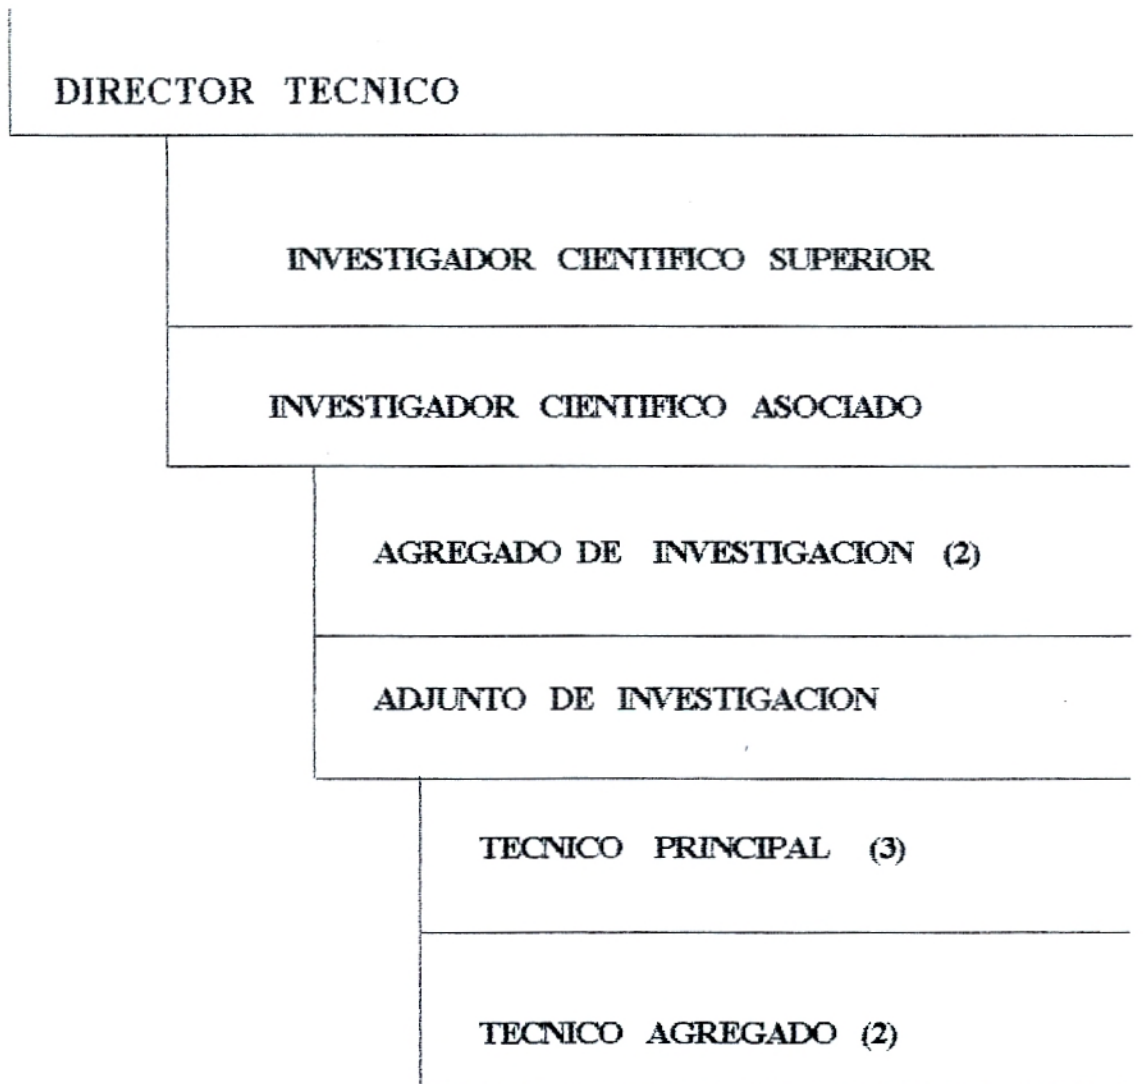 DIRECTOR TECNICO
INVESTIGADOR CIENTIFICO SUPERIOR
INVESTIGADOR CIENTIFICO ASOCIADO
AGREGADO DE INVESTIGACION (2)
ADJUNTO DE INVESTIGACION
TECNICO PRINCIPAL (3)
TECNICO AGREGADO (2)